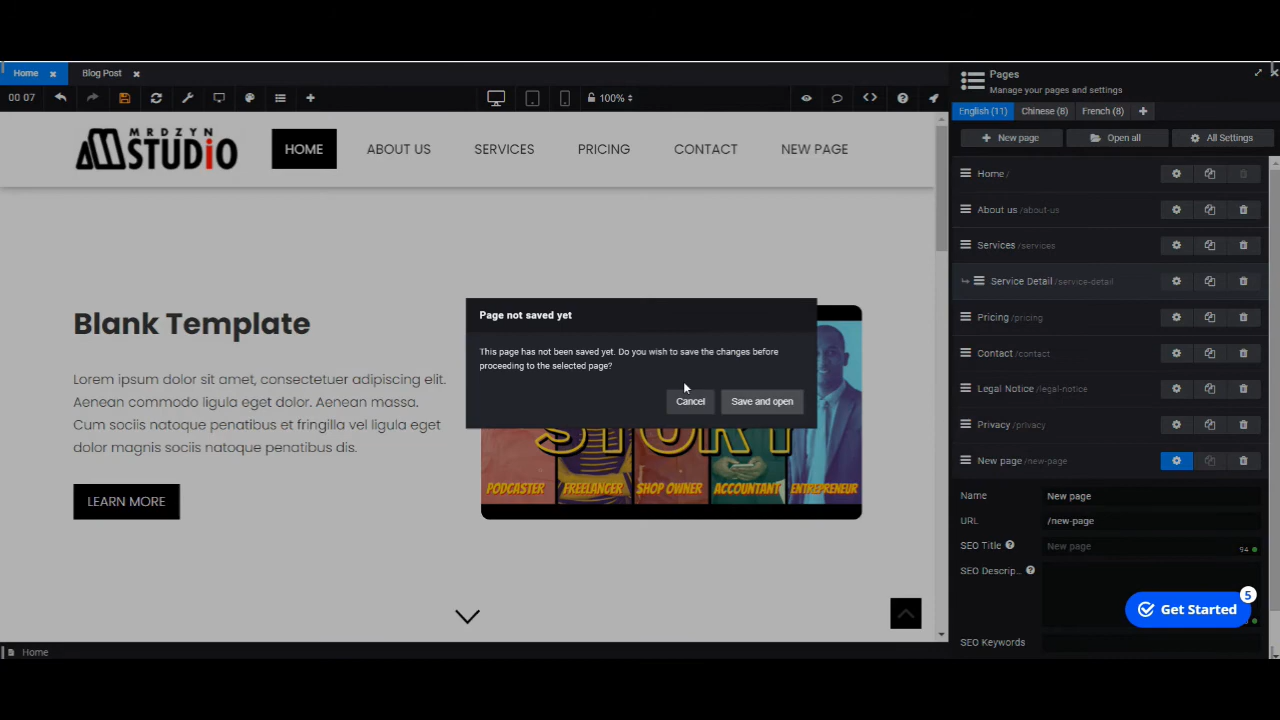 Home
Blog Post
00 07
100%
Pages
Manage your pages and settings
English (11)
Chinese (8)
French (8)
New page
Open all
All Settings
MRDZYN
STUDiO
HOME
ABOUT US
SERVICES
PRICING
CONTACT
NEW PAGE
Home /
About us /about-us
Services /services
Service Detail /service-detail
Pricing /pricing
Contact /contact
Legal Notice /legal-notice
Privacy /privacy
New page /new-page
Blank Template
Lorem ipsum dolor sit amet, consectetuer adipiscing elit.
Aenean commodo ligula eget dolor. Aenean massa.
Cum sociis natoque penatibus et fringilla vel ligula
dolor magnis sociis natoque penatibus dis.
LEARN MORE
Page not saved yet
This page has not been saved yet. Do you wish to save the changes before
proceeding to the selected page?
Cancel
Save and open
STORY
PODCASTER
FREELANCER
SHOP OWNER
ACCOUNTANT
ENTREPRENEUR
Name
New page
URL
/new-page
SEO Title
New page
94
SEO Descrip...
Get Started
5
SEO Keywords
Home